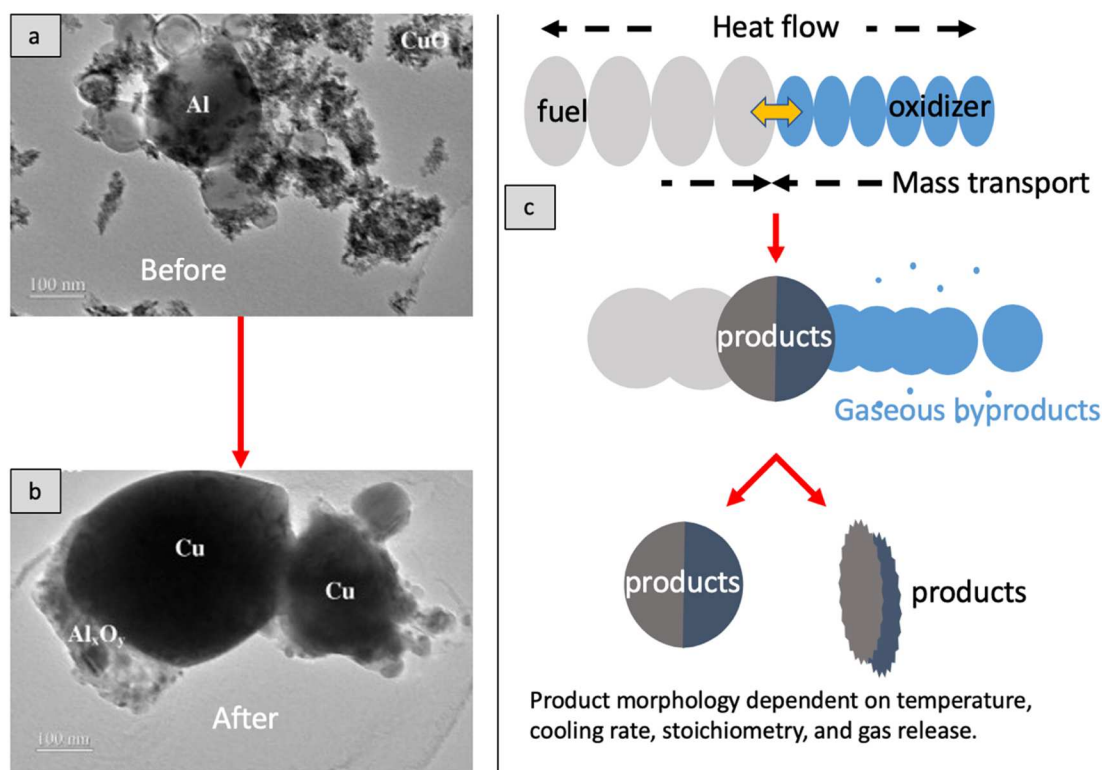 a
CuO
Al
Before
100 nm
b
Cu
Cu
AlₓOᵧ
After
100 nm
Heat flow
fuel
oxidizer
Mass transport
c
products
Gaseous byproducts
products
products
Product morphology dependent on temperature,
cooling rate, stoichiometry, and gas release.